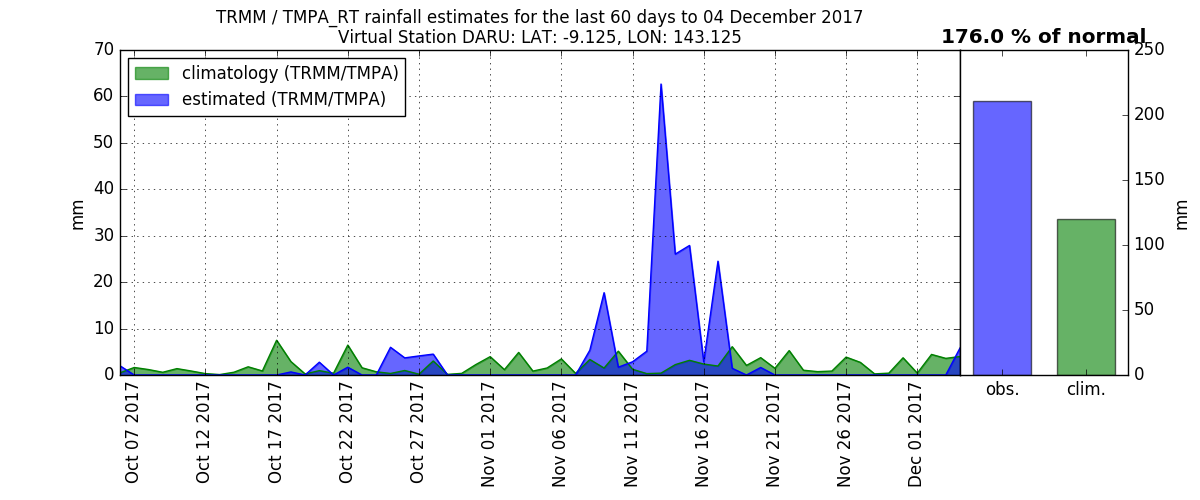 TRMM / TMPA_RT rainfall estimates for the last 60 days to 04 December 2017
Virtual Station DARU: LAT: -9.125, LON: 143.125
176.0 % of normal
climatology (TRMM/TMPA)
estimated (TRMM/TMPA)
70
60
50
40
30
20
10
0
mm
Oct 07 2017
Oct 12 2017
Oct 17 2017
Oct 22 2017
Oct 27 2017
Nov 01 2017
Nov 06 2017
Nov 11 2017
Nov 16 2017
Nov 21 2017
Nov 26 2017
Dec 01 2017
obs.
clim.
250
200
150
100
50
0
mm